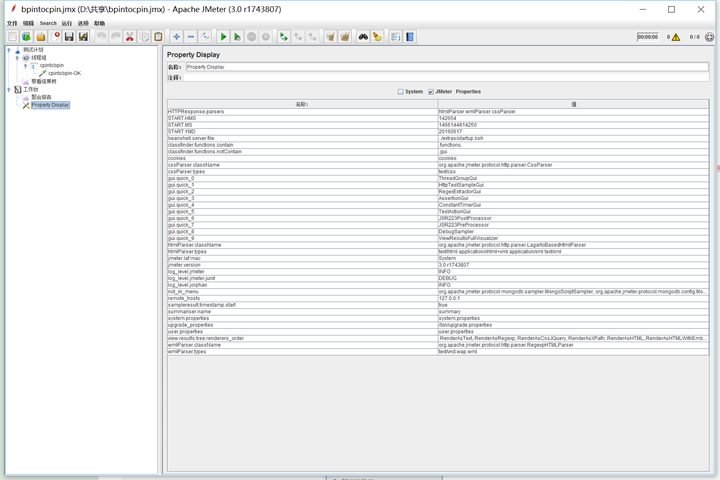 bpintocpin.jmx (D:\共享\bpintocpin.jmx) - Apache JMeter (3.0 r1743807)
文件 编辑 Search 运行 选项 帮助
00:00:00 0 0 / 0
测试计划
线程组
cpintobpin
cpintobpin-OK
察看结果树
工作台
聚合报告
Property Display
Property Display
名称: Property Display
注释:
System JMeter Properties
名称: 值
HTTPResponse.parsers htmlParser wmlParser cssParser
START.HMS 142654
START.MS 1466144814250
START.YMD 20160617
beanshell.server.file ../extras/startup.bsh
classfinder.functions.contain .functions.
classfinder.functions.notContain .gui.
cookies cookies
cssParser.className org.apache.jmeter.protocol.http.parser.CssParser
cssParser.types text/css
gui.quick_0 ThreadGroupGui
gui.quick_1 HttpTestSampleGui
gui.quick_2 RegexExtractorGui
gui.quick_3 AssertionGui
gui.quick_4 ConstantTimerGui
gui.quick_5 TestActionGui
gui.quick_6 JSR223PostProcessor
gui.quick_7 JSR223PreProcessor
gui.quick_8 DebugSampler
gui.quick_9 ViewResultsFullVisualizer
htmlParser.className org.apache.jmeter.protocol.http.parser.LagartoBasedHtmlParser
htmlParser.types text/html application/xhtml+xml application/xml text/xml
jmeter.laf.mac System
jmeter.version 3.0 r1743807
log_level.jmeter INFO
log_level.jmeter.junit DEBUG
log_level.jorphan INFO
not_in_menu org.apache.jmeter.protocol.mongodb.sampler.MongoScriptSampler, org.apache.jmeter.protocol.mongodb.config.Mo...
remote_hosts 127.0.0.1
sampleresult.timestamp.start true
summariser.name summary
system.properties system.properties
upgrade_properties /bin/upgrade.properties
user.properties user.properties
view.results.tree.renderers_order .RenderAsText,.RenderAsRegexp,.RenderAsCssJQuery,.RenderAsXPath,.RenderAsHTML,.RenderAsHTMLWithEmb...
wmlParser.className org.apache.jmeter.protocol.http.parser.RegexpHTMLParser
wmlParser.types text/vnd.wap.wml